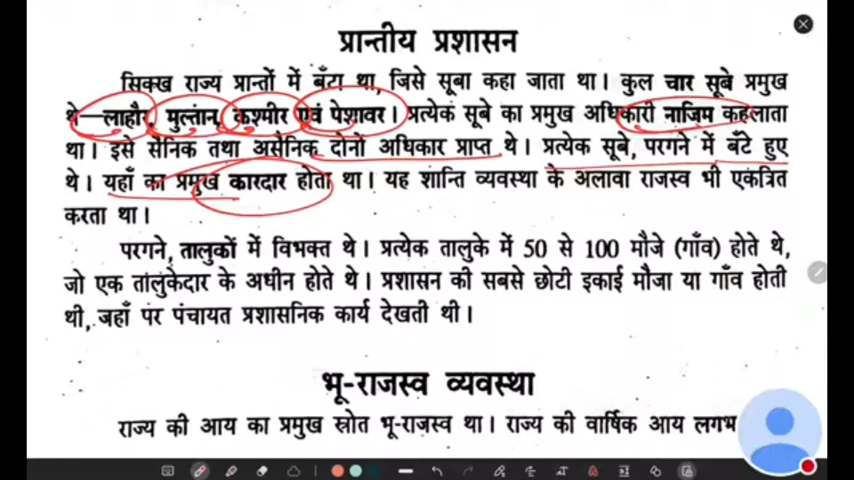 प्रान्तीय प्रशासन
सिक्ख राज्य प्रान्तों में बँटा था, जिसे सूबा कहा जाता था। कुल चार सूबे प्रमुख
थे—लाहौर, मुल्तान, कश्मीर एवं पेशावर। प्रत्येक सूबे का प्रमुख अधिकारी नाजिम कहलाता
था। इसे सैनिक तथा असैनिक दोनों अधिकार प्राप्त थे। प्रत्येक सूबे, परगने में बँटे हुए
थे। यहाँ का प्रमुख कारदार होता था। यह शान्ति व्यवस्था के अलावा राजस्व भी एकत्रित
करता था।
परगने, तालुकों में विभक्त थे। प्रत्येक तालुके में 50 से 100 मौजे (गाँव) होते थे,
जो एक तालुकेदार के अधीन होते थे। प्रशासन की सबसे छोटी इकाई मौजा या गाँव होती
थी, जहाँ पर पंचायत प्रशासनिक कार्य देखती थी।
भू-राजस्व व्यवस्था
राज्य की आय का प्रमुख स्रोत भू-राजस्व था। राज्य की वार्षिक आय लगभ